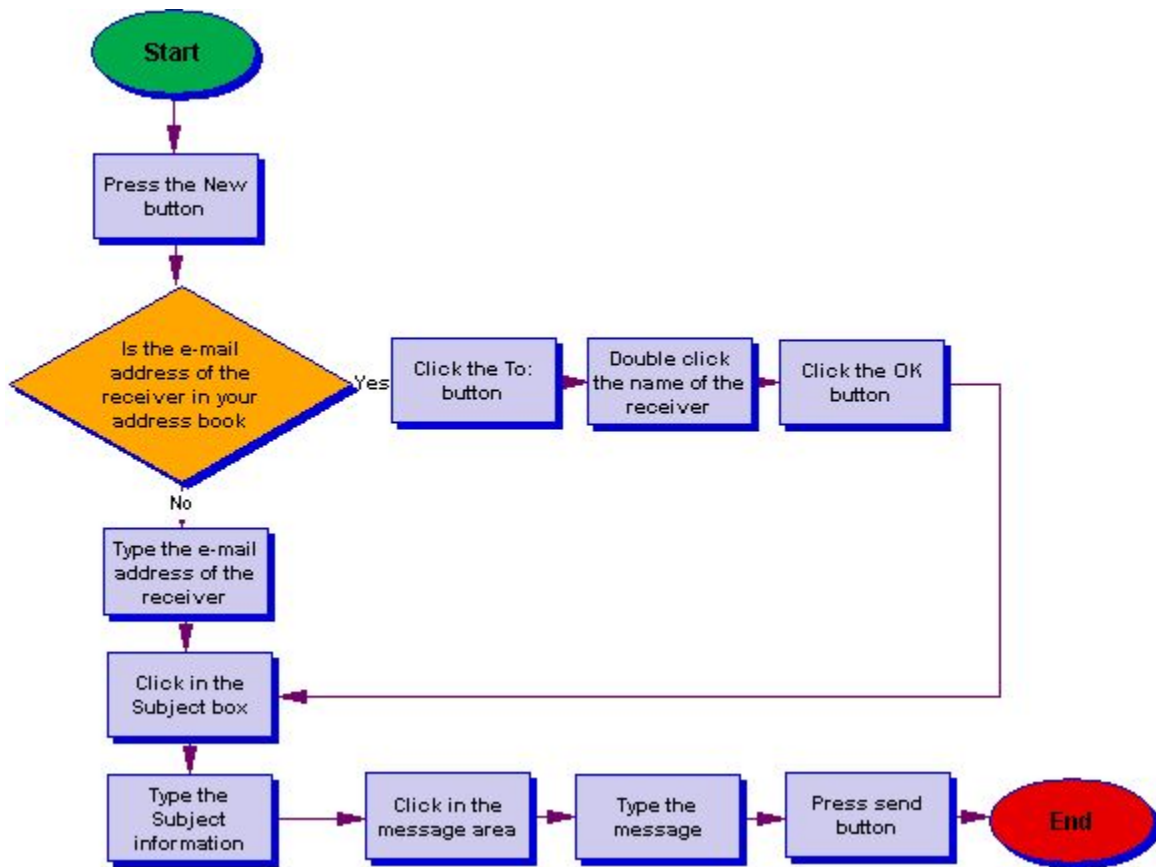 Start
Press the New
button
Is the e-mail
address of the
receiver in your
address book
Yes
Click the To:
button
Double click
the name of the
receiver
Click the OK
button
No
Type the e-mail
address of the
receiver
Click in the
Subject box
Type the
Subject
information
Click in the
message area
Type the
message
Press send
button
End